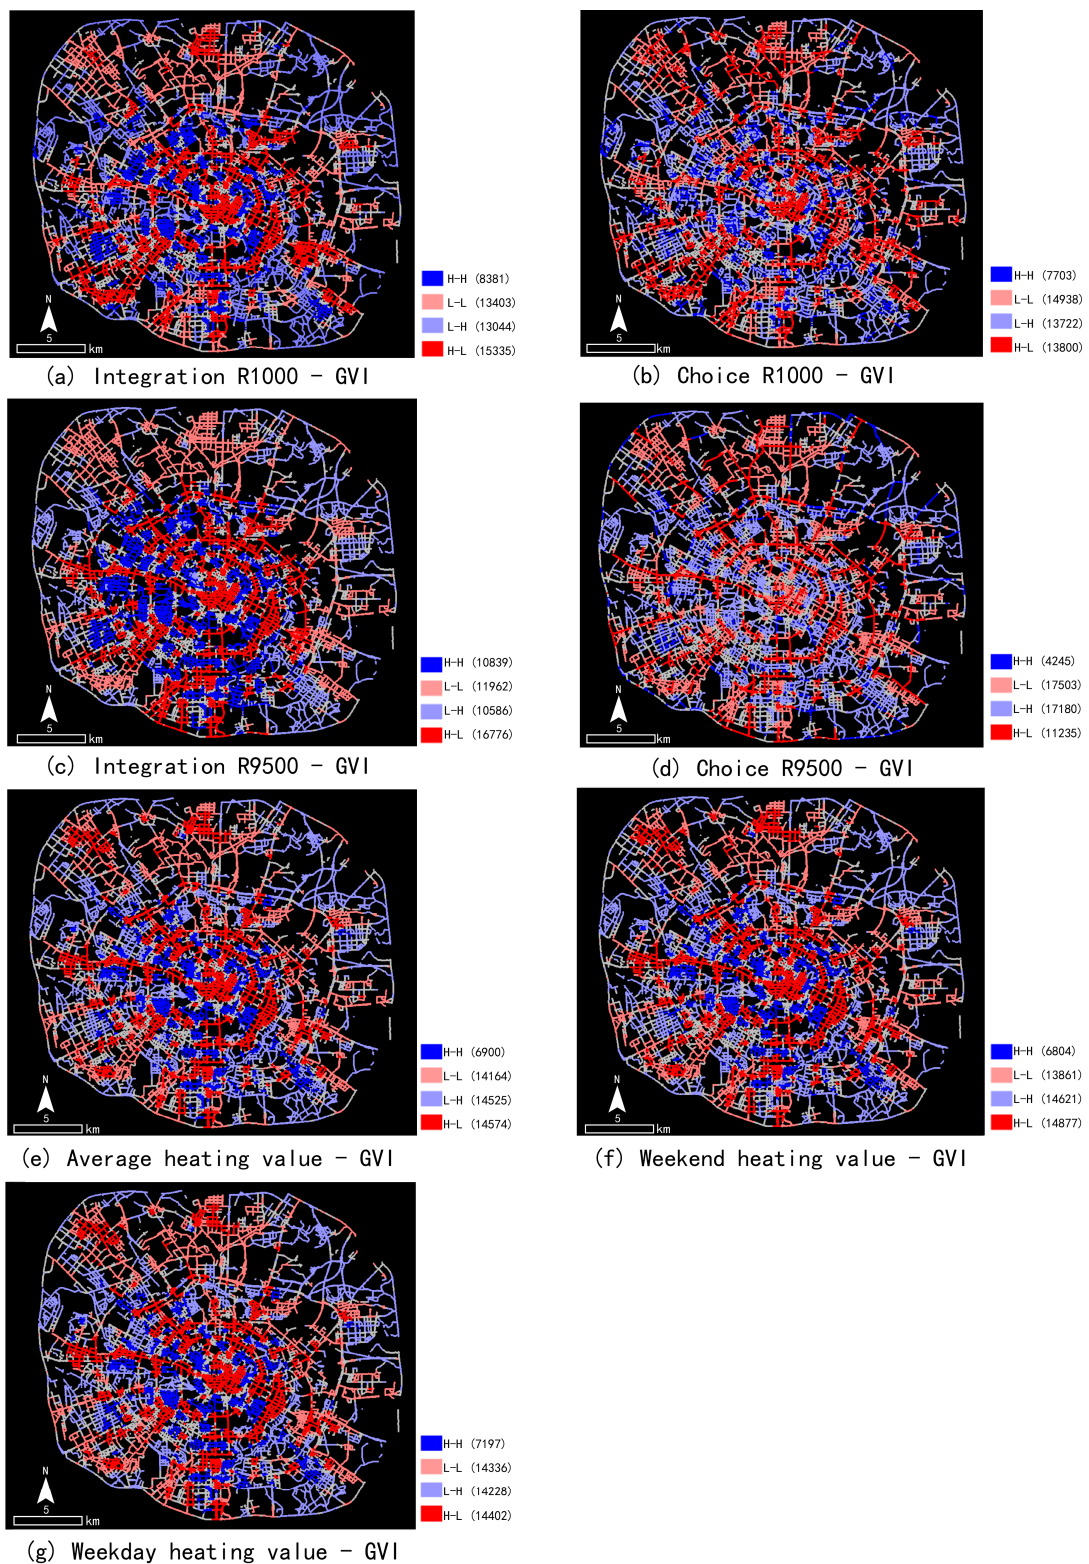 H-H (8381)
L-L (13403)
L-H (13044)
H-L (15335)
N
5
km
(a) Integration R1000 - GVI
H-H (7703)
L-L (14938)
L-H (13722)
H-L (13800)
N
5
km
(b) Choice R1000 - GVI
H-H (10839)
L-L (11962)
L-H (10586)
H-L (16776)
N
5
km
(c) Integration R9500 - GVI
H-H (4245)
L-L (17503)
L-H (17180)
H-L (11235)
N
5
km
(d) Choice R9500 - GVI
H-H (6900)
L-L (14164)
L-H (14525)
H-L (14574)
N
5
km
(e) Average heating value - GVI
H-H (6804)
L-L (13861)
L-H (14621)
H-L (14877)
N
5
km
(f) Weekend heating value - GVI
H-H (7197)
L-L (14336)
L-H (14228)
H-L (14402)
N
5
km
(g) Weekday heating value - GVI